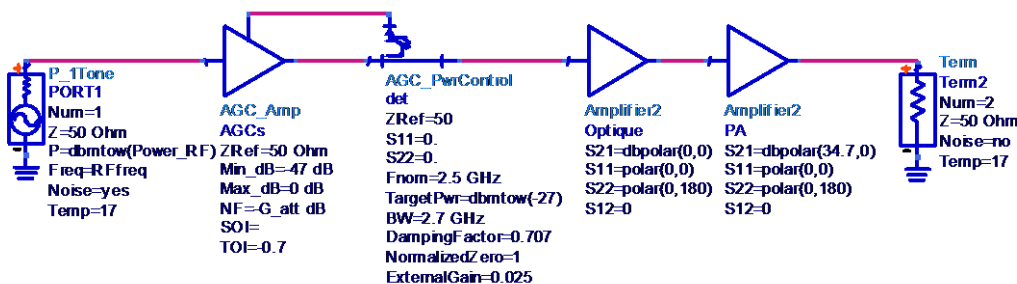 P_1Tone
PORT1
Num=1
Z=50 Ohm
P=dbmtow(Power_RF)
Freq=RFfreq
Noise=yes
Temp=17
AGC_Amp
AGCs
ZRef=50 Ohm
Min_dB=-47 dB
Max_dB=0 dB
NF=-G_att dB
SOI=
TOI=-0.7
AGC_PwrControl
det
ZRef=50
S11=0.
S22=0.
Fnom=2.5 GHz
TargetPwr=dbmtow(-27)
BW=2.7 GHz
DampingFactor=0.707
NormalizedZero=1
ExternalGain=0.025
Amplifier2
Optique
S21=dbpolar(0,0)
S11=polar(0,0)
S22=polar(0,180)
S12=0
Amplifier2
PA
S21=dbpolar(34.7,0)
S11=polar(0,0)
S22=polar(0,180)
S12=0
Term
Term2
Num=2
Z=50 Ohm
Noise=no
Temp=17